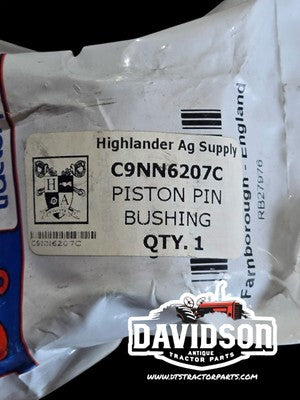 Highlander Ag Supply
C9NN6207C
PISTON PIN
BUSHING
QTY. 1
H A
C9NN6207C
Farnborough - England
RB27976
DAVIDSON
ANTIQUE
TRACTOR PARTS
WWW.DTSTRACTORPARTS.COM